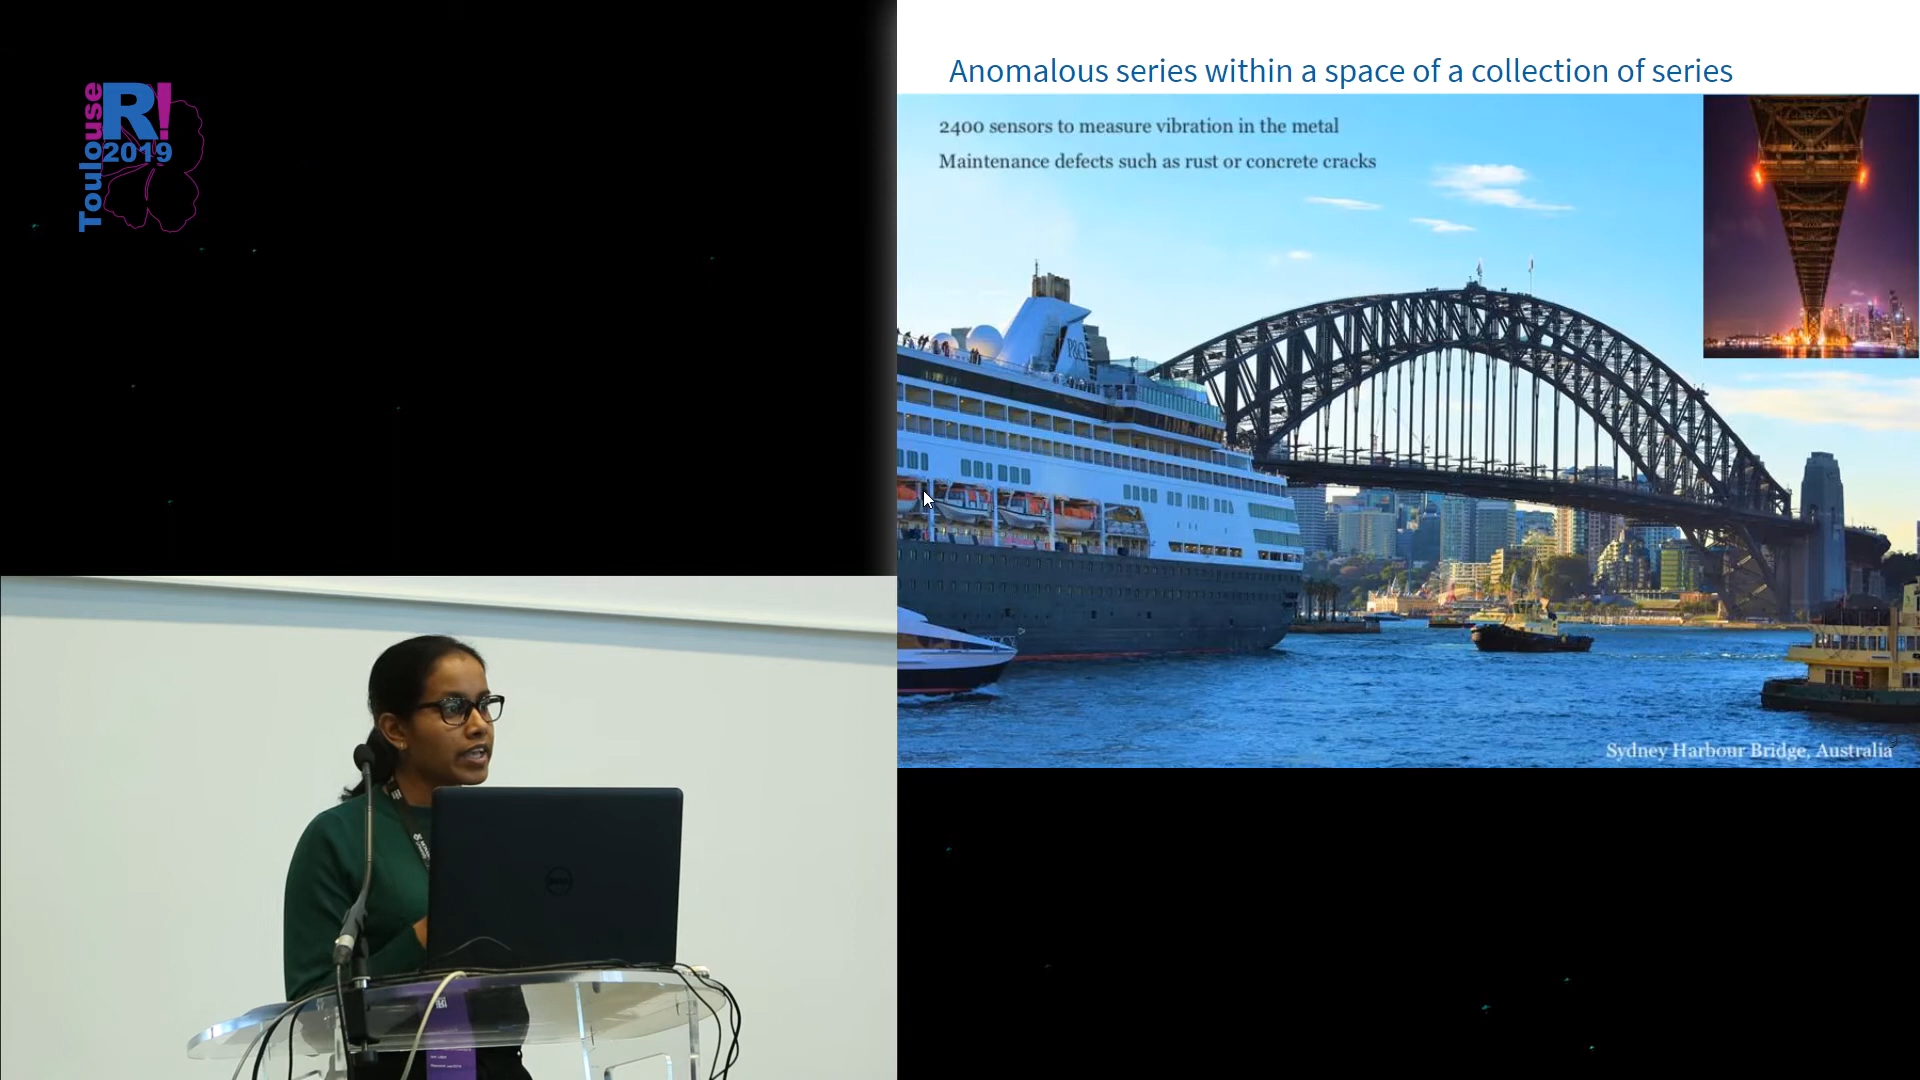 Toulouse
R!
2019
Anomalous series within a space of a collection of series
2400 sensors to measure vibration in the metal
Maintenance defects such as rust or concrete cracks
P&O
Sydney Harbour Bridge, Australia
DELL